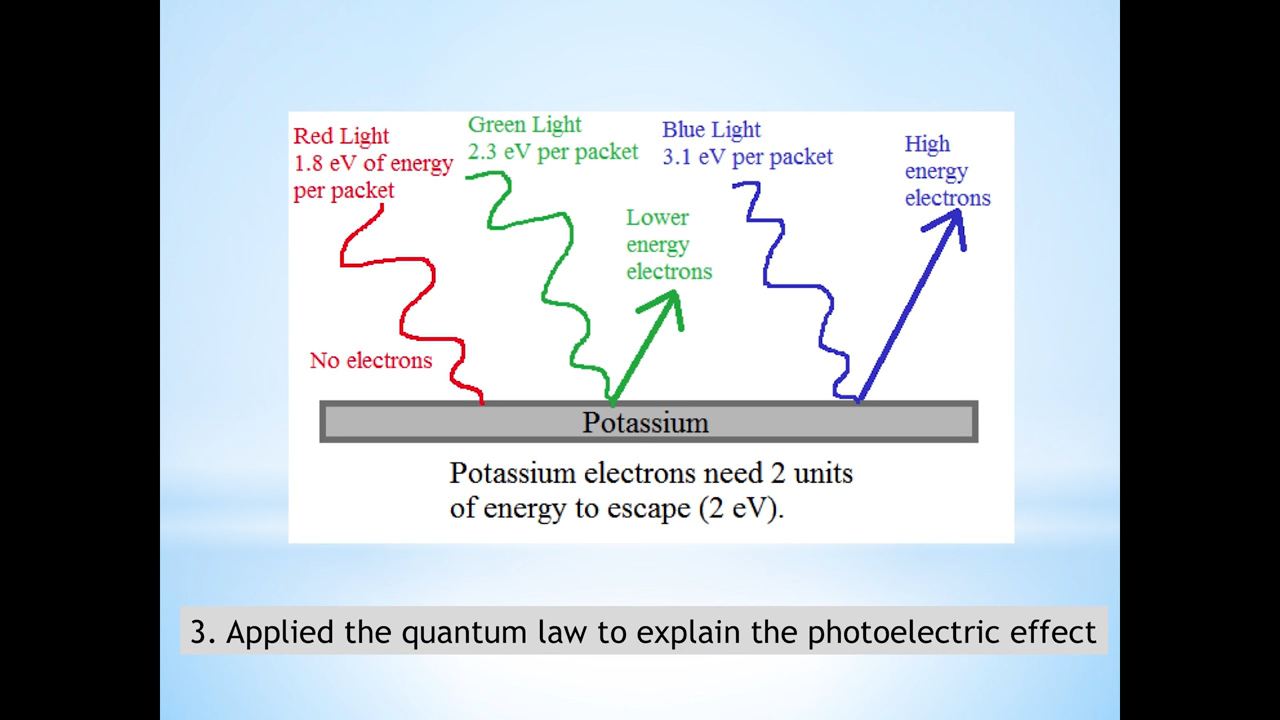 Red Light
1.8 eV of energy
per packet
Green Light
2.3 eV per packet
Blue Light
3.1 eV per packet
High
energy
electrons
Lower
energy
electrons
No electrons
Potassium
Potassium electrons need 2 units
of energy to escape (2 eV).
3. Applied the quantum law to explain the photoelectric effect